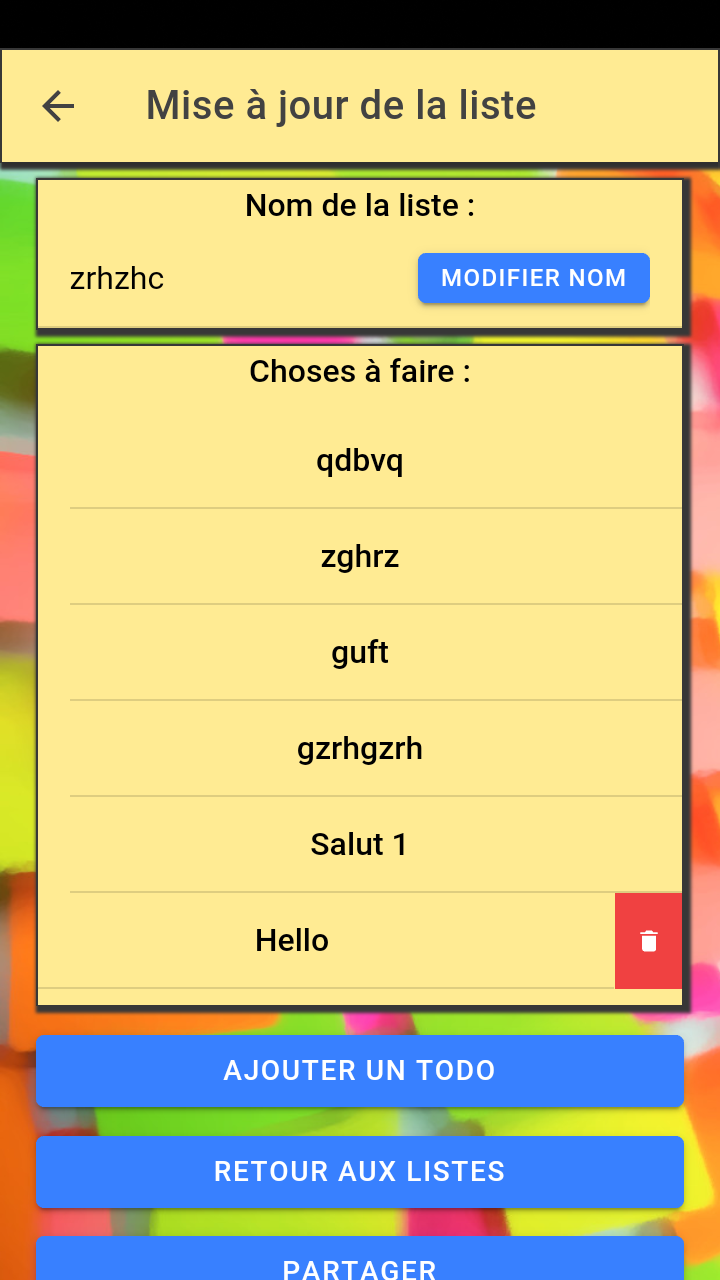 Mise à jour de la liste
Nom de la liste :
zrhzhc
MODIFIER NOM
Choses à faire :
qdbvq
zghrz
guft
gzrhgzrh
Salut 1
Hello
AJOUTER UN TODO
RETOUR AUX LISTES
PARTAGER